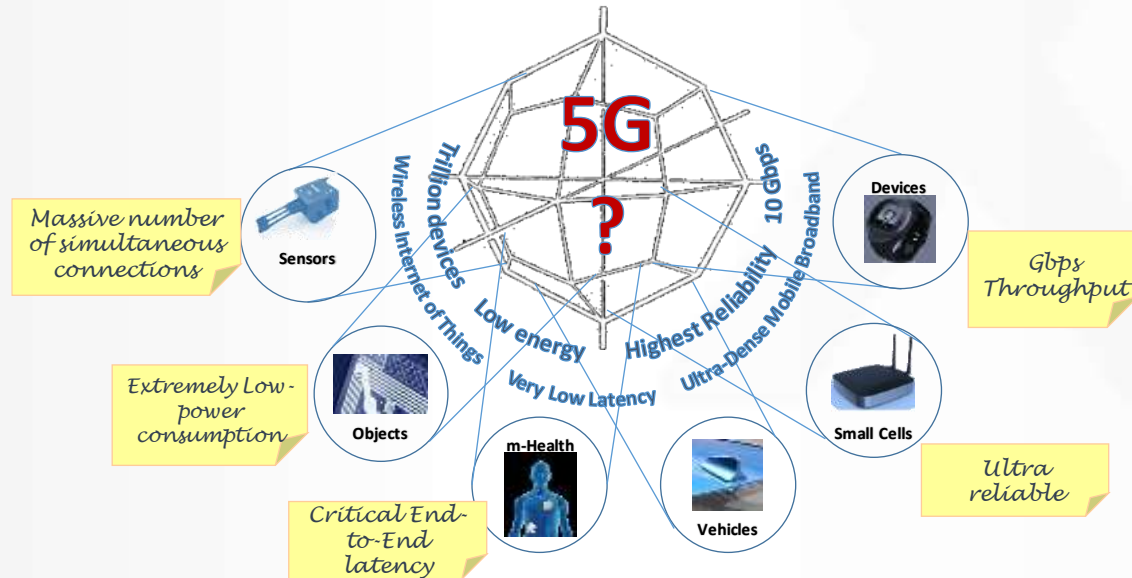 5G
?
Trillion devices
Wireless Internet of Things
Low energy
Very Low Latency
Highest Reliability
Ultra-Dense Mobile Broadband
10 Gbps
Massive number
of simultaneous
connections
Sensors
Extremely Low-
power
consumption
Objects
Critical End-
to-End
latency
m-Health
Vehicles
Small Cells
Ultra
reliable
Devices
Gbps
Throughput